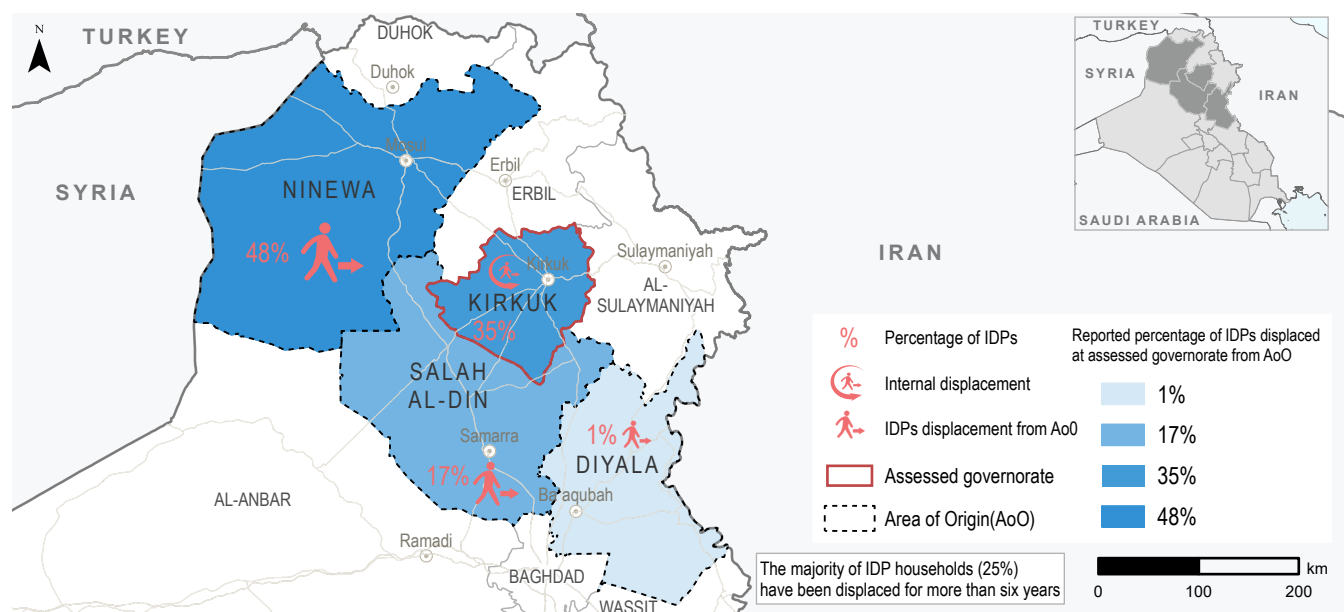 N
TURKEY
DUHOK
Duhok
SYRIA
Mosul
NINEWA
48%
Erbil
ERBIL
Kirkuk
KIRKUK
35%
Sulaymaniyah
AL-
SULAYMANIYAH
IRAN
SALAH
AL-DIN
Samarra
17%
1%
DIYALA
Ba'aqubah
AL-ANBAR
Ramadi
BAGHDAD
WASSIT
TURKEY
SYRIA
IRAN
SAUDI ARABIA
% Percentage of IDPs
Internal displacement
IDPs displacement from Ao0
Assessed governorate
Area of Origin(AoO)
Reported percentage of IDPs displaced
at assessed governorate from AoO
1%
17%
35%
48%
The majority of IDP households (25%)
have been displaced for more than six years
km
0 100 200